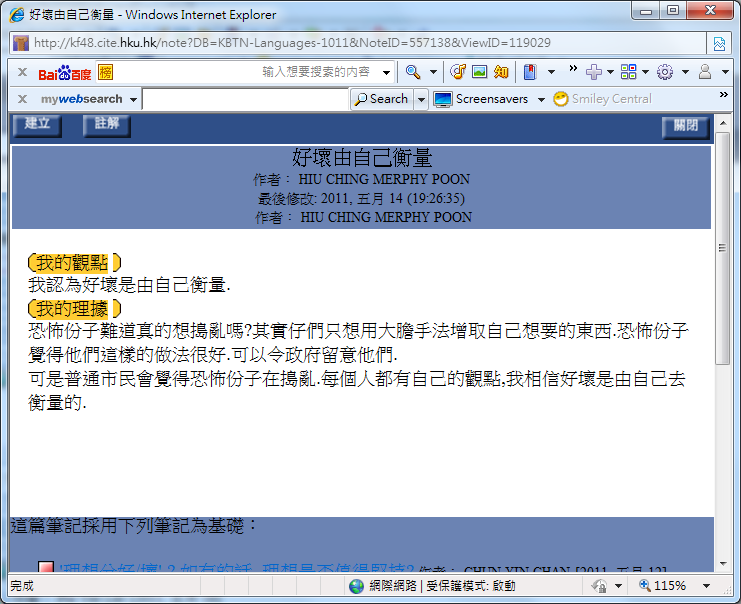 好壞由自己衡量 - Windows Internet Explorer
http://kf48.cite.hku.hk/note?DB=KBTN-Languages-1011&NoteID=557138&ViewID=119029
Bai百度 榜 输入想要搜索的内容 知
mywebsearch Search Screensavers Smiley Central
建立 註解 關閉
好壞由自己衡量
作者： HIU CHING MERPHY POON
最後修改: 2011, 五月 14 (19:26:35)
作者： HIU CHING MERPHY POON
(我的觀點 )
我認為好壞是由自己衡量.
(我的理據 )
恐怖份子難道真的想搗亂嗎?其實仔們只想用大膽手法增取自己想要的東西.恐怖份子
覺得他們這樣的做法很好.可以令政府留意他們.
可是普通市民會覺得恐怖份子在搗亂.每個人都有自己的觀點,我相信好壞是由自己去
衡量的.
這篇筆記採用下列筆記為基礎：
'理想分好/壞' ? 如有的話, 理想是否值得堅持? 作者： CHUN YIN CHAN [2011, 五月 12]
完成 網際網路 | 受保護模式: 啟動 115%